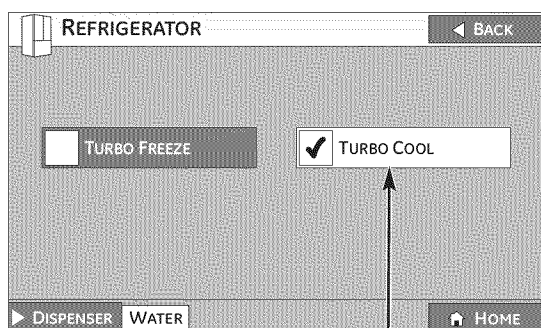 REFRIGERATOR
BACK
TURBO FREEZE
TURBO COOL
DISPENSER WATER
HOME